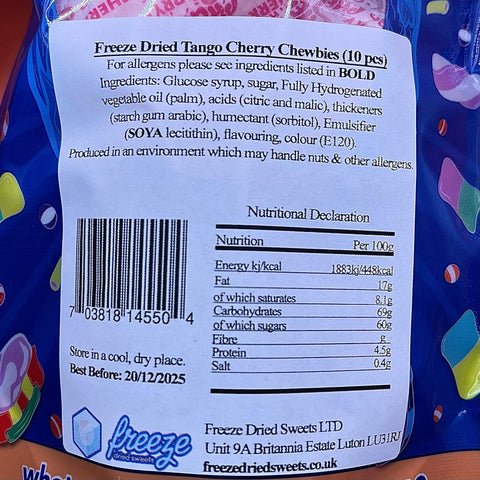 Freeze Dried Tango Cherry Chewbies (10 pcs)
For allergens please see ingredients listed in BOLD
Ingredients: Glucose syrup, sugar, Fully Hydrogenated
vegetable oil (palm), acids (citric and malic), thickeners
(starch gum arabic), humectant (sorbitol), Emulsifier
(SOYA lecitithin), flavouring, colour (E120).
Produced in an environment which may handle nuts & other allergens.
Nutritional Declaration
Nutrition Per 100g
Energy kj/kcal 1883kj/448kcal
Fat 17g
of which saturates 8.1g
Carbohydrates 69g
of which sugars 60g
Fibre g
Protein 4.5g
Salt 0.4g
7 03818 14550 4
Store in a cool, dry place.
Best Before: 20/12/2025
freeze
dried sweets
Freeze Dried Sweets LTD
Unit 9A Britannia Estate Luton LU31RJ
freezedriedsweets.co.uk